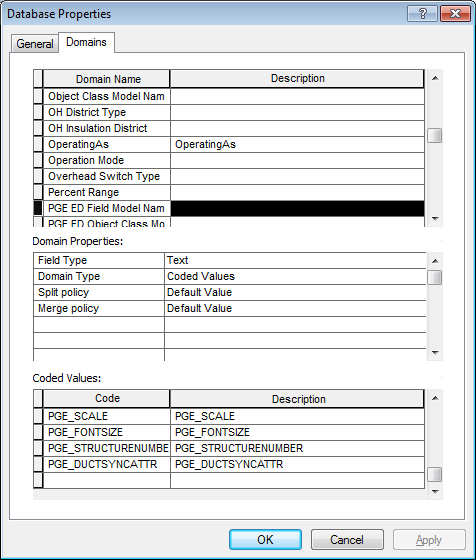 Database Properties
General Domains
Domain Name Description
Object Class Model Nam
OH District Type
OH Insulation District
OperatingAs OperatingAs
Operation Mode
Overhead Switch Type
Percent Range
PGE ED Field Model Nam
PGE ED Object Class Mo
Domain Properties:
Field Type Text
Domain Type Coded Values
Split policy Default Value
Merge policy Default Value
Coded Values:
Code Description
PGE_SCALE PGE_SCALE
PGE_FONTSIZE PGE_FONTSIZE
PGE_STRUCTURENUMBE PGE_STRUCTURENUMBER
PGE_DUCTSYNCATTR PGE_DUCTSYNCATTR
OK Cancel Apply